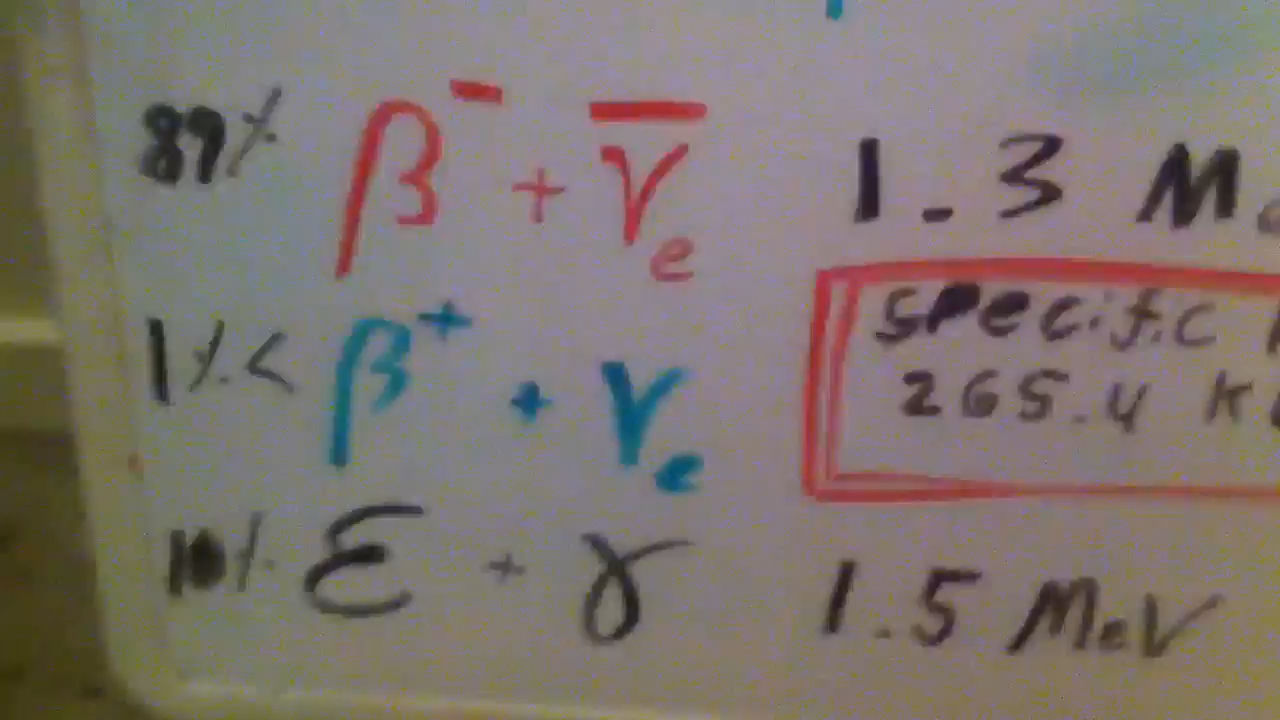 89% β⁻ + ν̅ₑ 1.3 M
specific
265.4 K
1%< β⁺ + νₑ
10% ε + γ 1.5 MeV